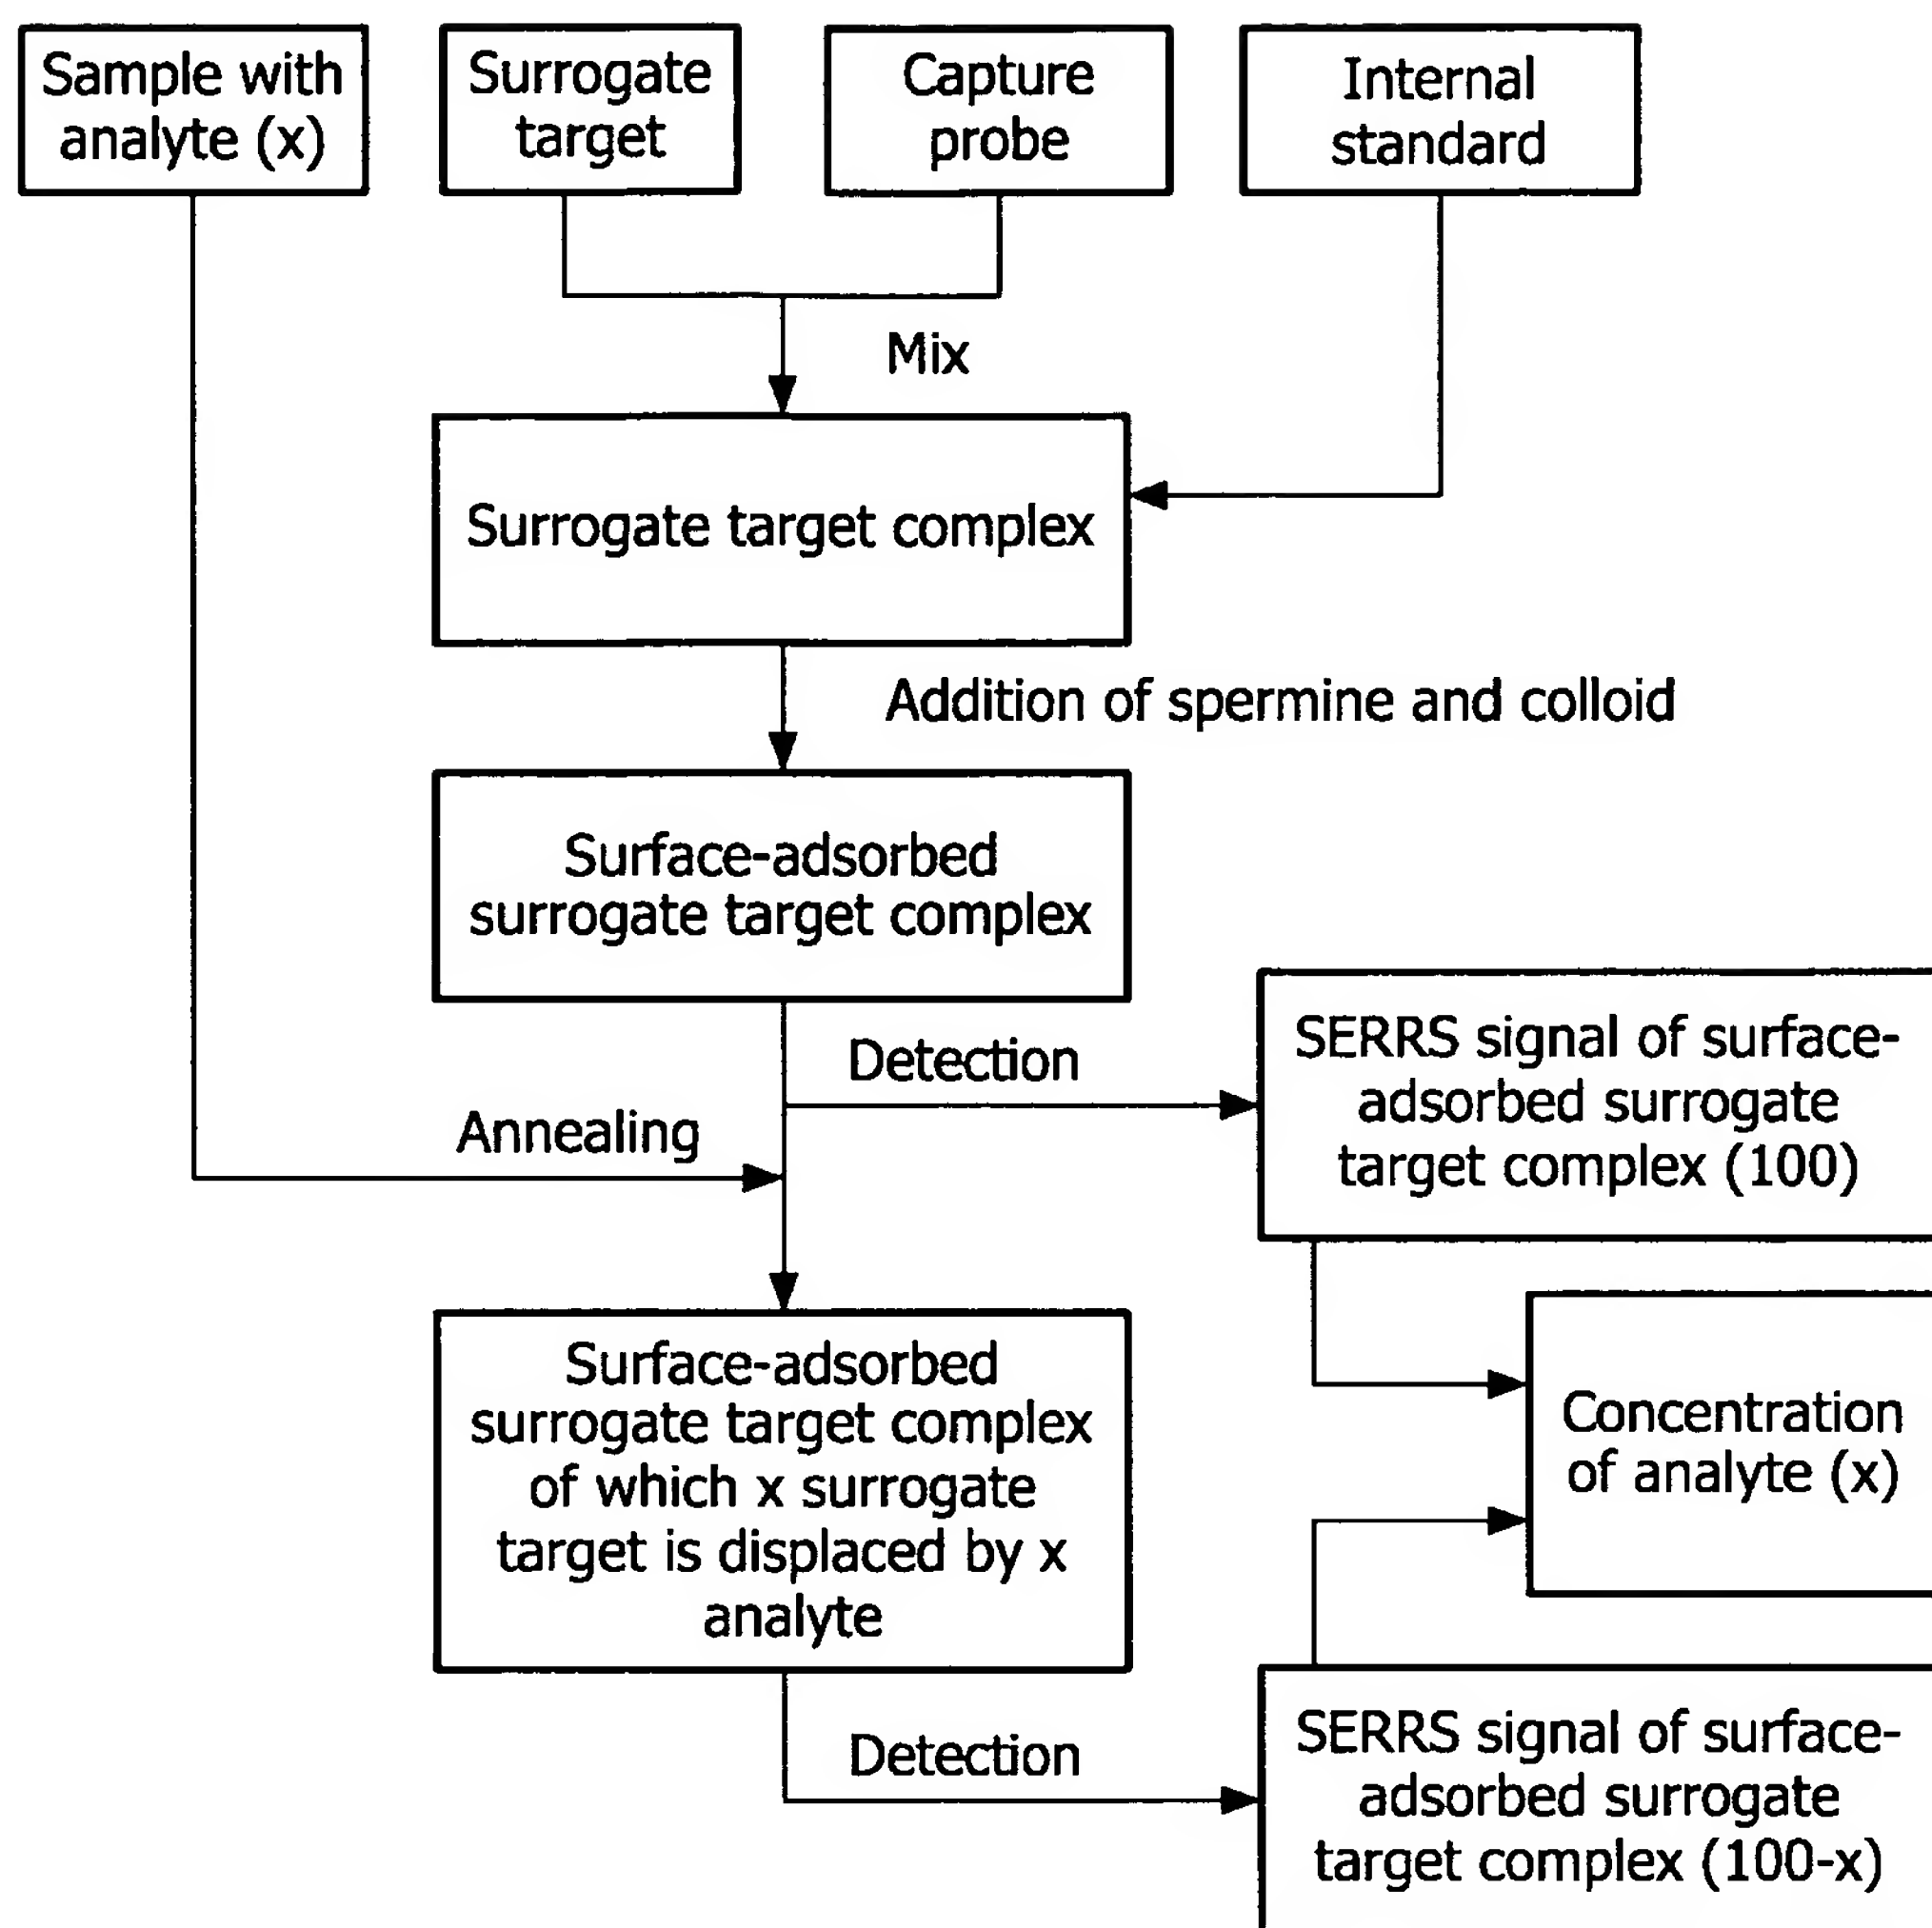 Sample with
analyte (x)
Surrogate
target
Capture
probe
Internal
standard
Mix
Surrogate target complex
Addition of spermine and colloid
Surface-adsorbed
surrogate target complex
Detection
SERRS signal of surface-
adsorbed surrogate
target complex (100)
Annealing
Surface-adsorbed
surrogate target complex
of which x surrogate
target is displaced by x
analyte
Concentration
of analyte (x)
Detection
SERRS signal of surface-
adsorbed surrogate
target complex (100-x)